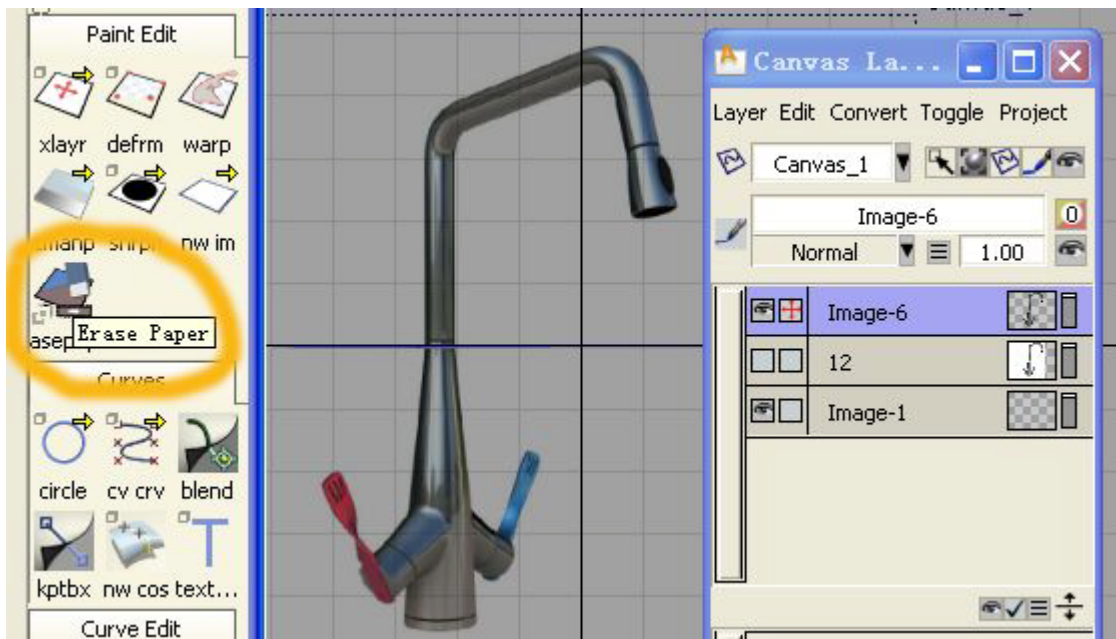 Paint Edit
xlayr defrm warp
nw im
Erase Paper
Curves
circle cv crv blend
kptbx nw cos text...
Curve Edit
Canvas La...
Layer Edit Convert Toggle Project
Canvas_1
Image-6
0
Normal 1.00
Image-6
12
Image-1